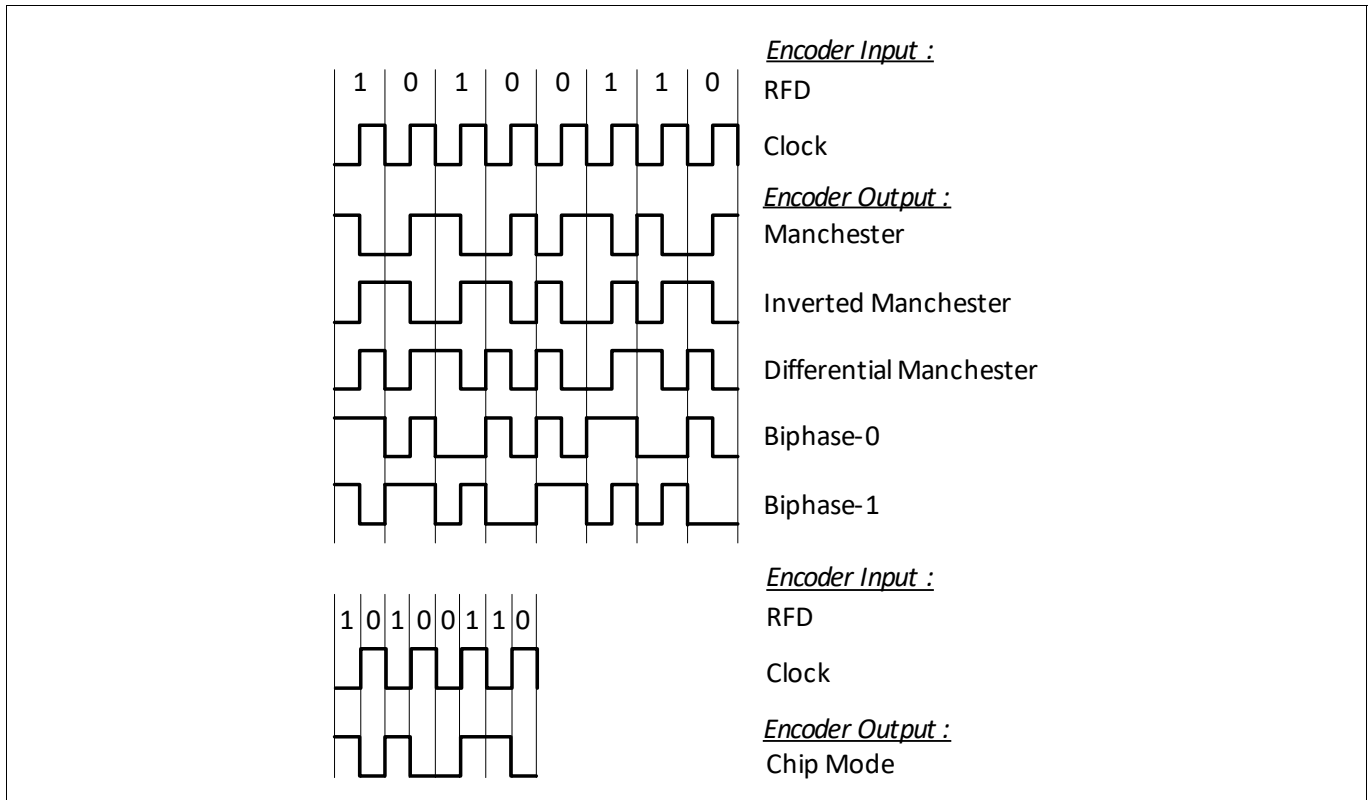 Encoder Input :
1 0 1 0 0 1 1 0 RFD
Clock
Encoder Output :
Manchester
Inverted Manchester
Differential Manchester
Biphase-0
Biphase-1
Encoder Input :
1 0 1 0 0 1 1 0 RFD
Clock
Encoder Output :
Chip Mode